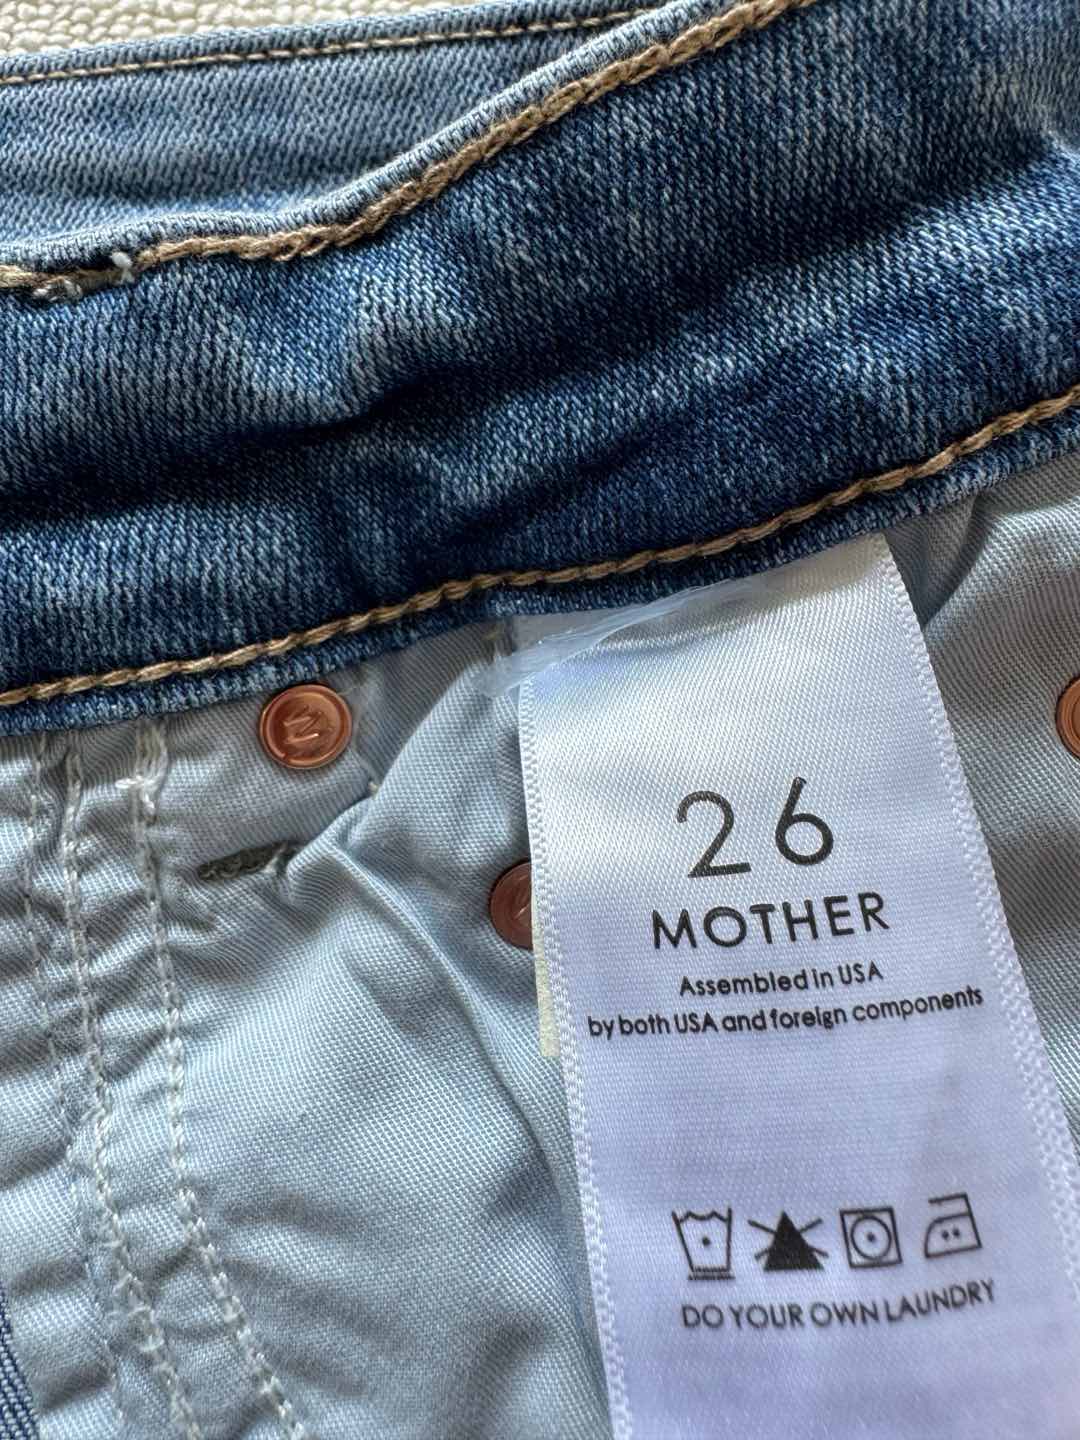 26
MOTHER
Assembled in USA
by both USA and foreign components
DO YOUR OWN LAUNDRY